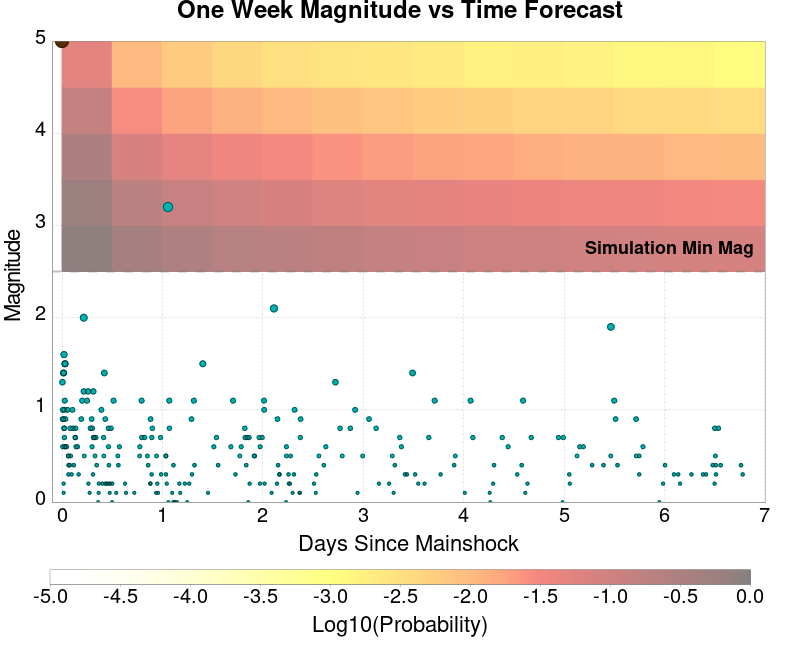 One Week Magnitude vs Time Forecast
5
4
3
2
1
0
Magnitude
Simulation Min Mag
0 1 2 3 4 5 6 7
Days Since Mainshock
-5.0 -4.5 -4.0 -3.5 -3.0 -2.5 -2.0 -1.5 -1.0 -0.5 0.0
Log10(Probability)